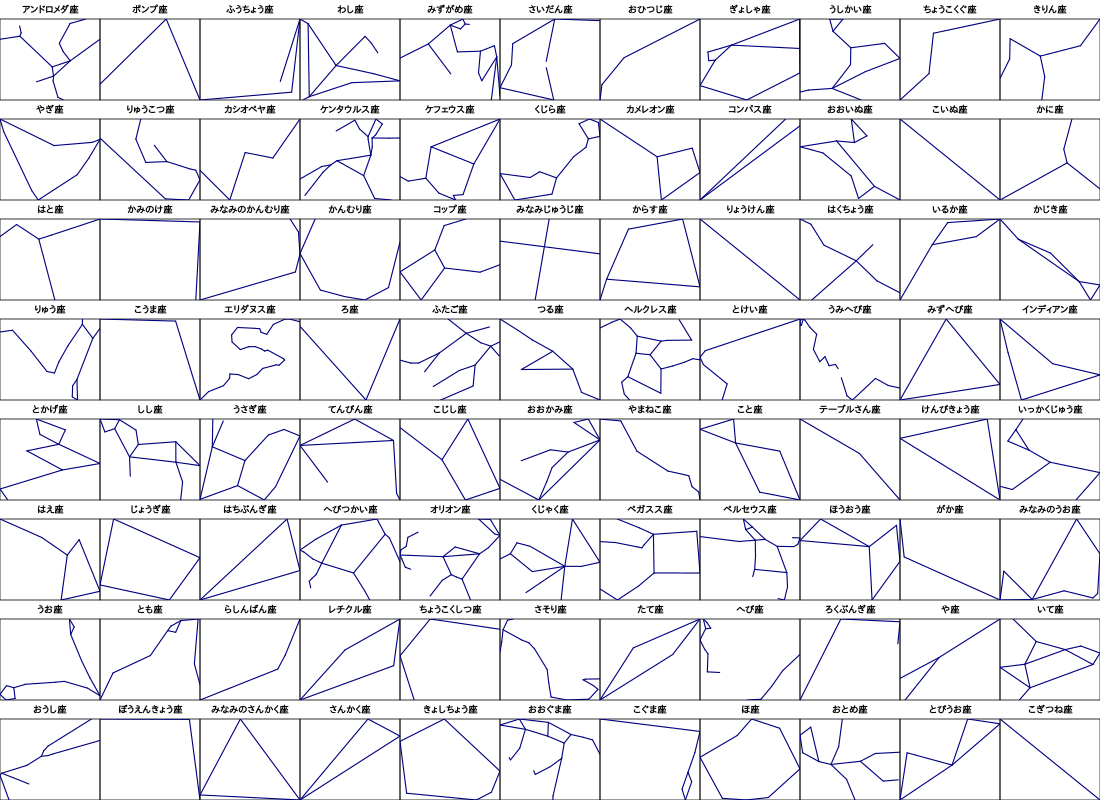 アンドロメダ座 ポンプ座 ふうちょう座 わし座 みずがめ座 さいだん座 おひつじ座 ぎょしゃ座 うしかい座 ちょうこくぐ座 きりん座
やぎ座 りゅうこつ座 カシオペヤ座 ケンタウルス座 ケフェウス座 くじら座 カメレオン座 コンパス座 おおいぬ座 こいぬ座 かに座
はと座 かみのけ座 みなみのかんむり座 かんむり座 コップ座 みなみじゅうじ座 からす座 りょうけん座 はくちょう座 いるか座 かじき座
りゅう座 こうま座 エリダヌス座 ろ座 ふたご座 つる座 ヘルクレス座 とけい座 うみへび座 みずへび座 インディアン座
とかげ座 しし座 うさぎ座 てんびん座 こじし座 おおかみ座 やまねこ座 こと座 テーブルさん座 けんびきょう座 いっかくじゅう座
はえ座 じょうぎ座 はちぶんぎ座 へびつかい座 オリオン座 くじゃく座 ペガスス座 ペルセウス座 ほうおう座 がか座 みなみのうお座
うお座 とも座 らしんばん座 レチクル座 ちょうこくしつ座 さそり座 たて座 へび座 ろくぶんぎ座 や座 いて座
おうし座 ぼうえんきょう座 みなみのさんかく座 さんかく座 きょしちょう座 おおぐま座 こぐま座 ほ座 おとめ座 とびうお座 こぎつね座